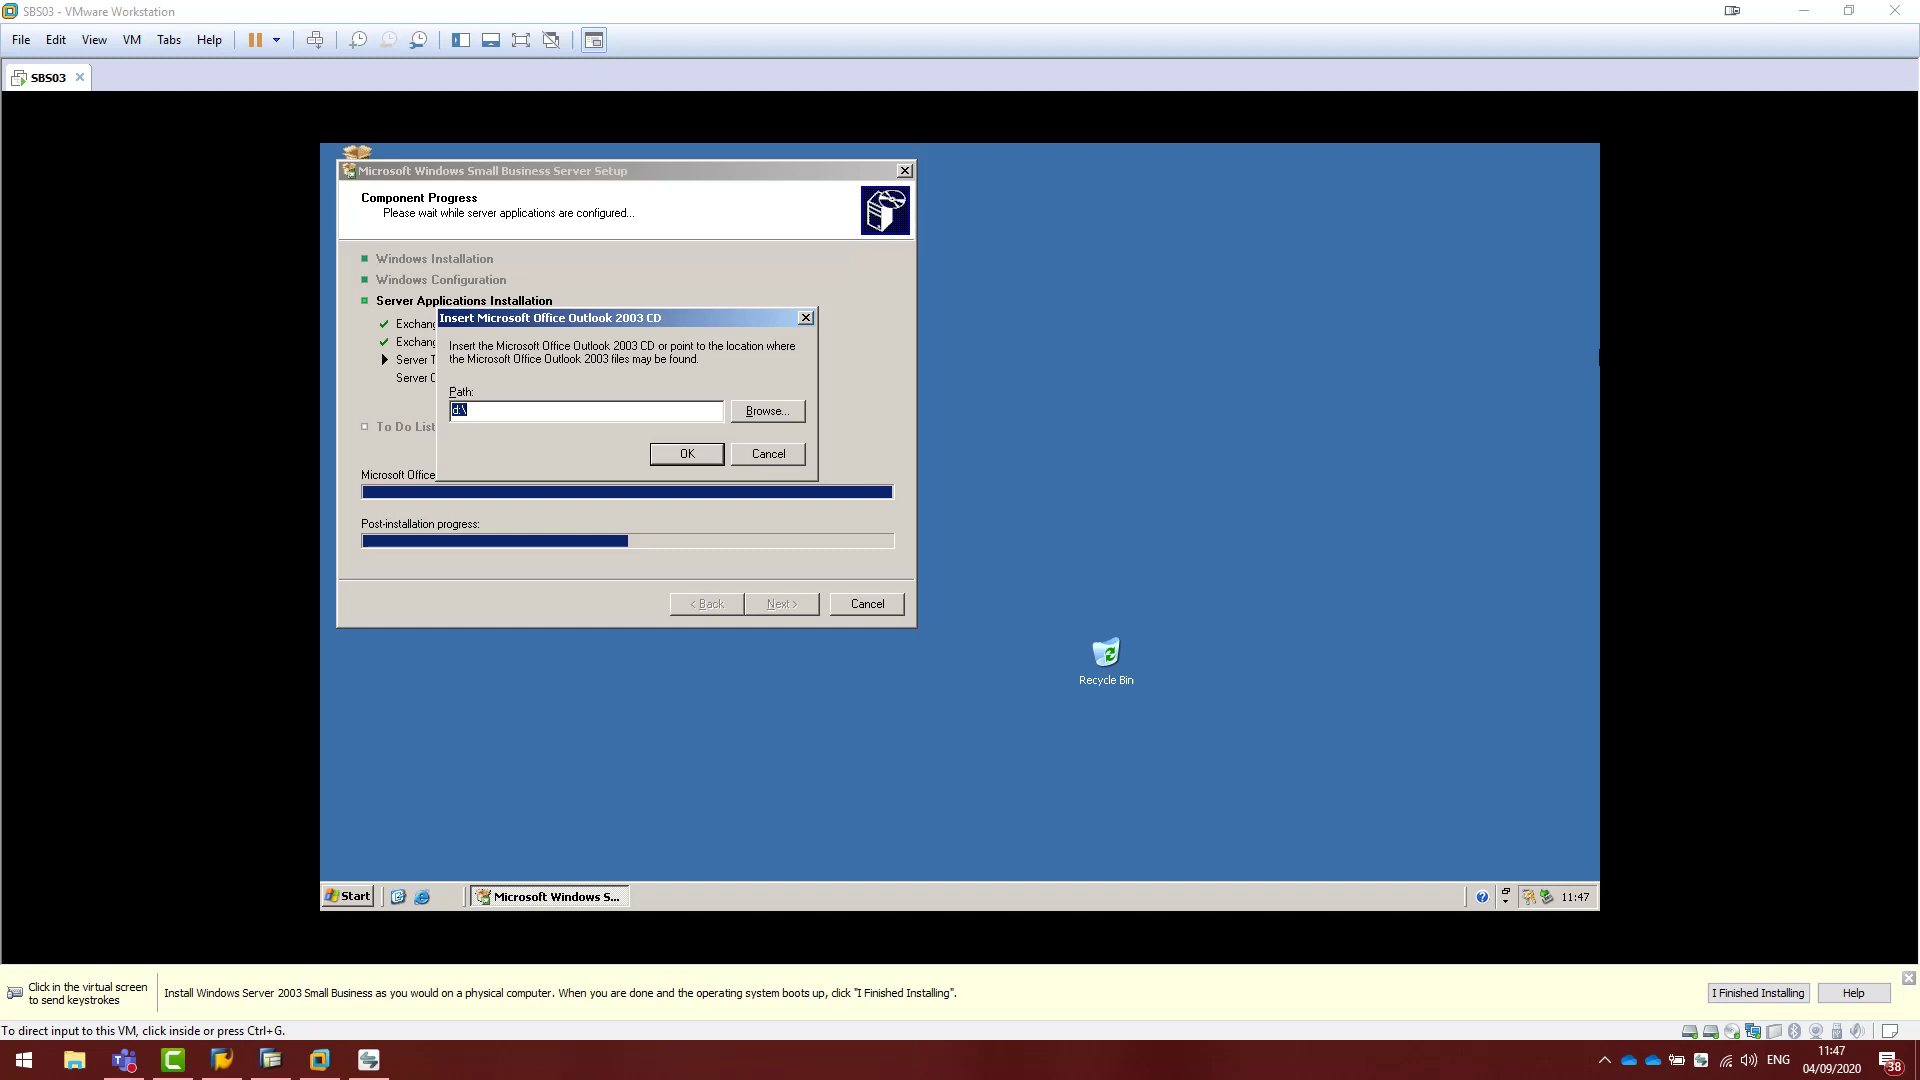 SBS03 - VMware Workstation
File Edit View VM Tabs Help
SBS03
Microsoft Windows Small Business Server Setup
Component Progress
Please wait while server applications are configured...
Windows Installation
Windows Configuration
Server Applications Installation
Exchang
Exchang
Server T
Server C
To Do List
Insert Microsoft Office Outlook 2003 CD
Insert the Microsoft Office Outlook 2003 CD or point to the location where
the Microsoft Office Outlook 2003 files may be found.
Path:
d:\
Browse...
OK Cancel
Microsoft Office
Post-installation progress:
< Back Next > Cancel
Recycle Bin
Start Microsoft Windows S... 11:47
Click in the virtual screen
to send keystrokes
Install Windows Server 2003 Small Business as you would on a physical computer. When you are done and the operating system boots up, click "I Finished Installing".
I Finished Installing Help
To direct input to this VM, click inside or press Ctrl+G.
ENG
11:47
04/09/2020
38